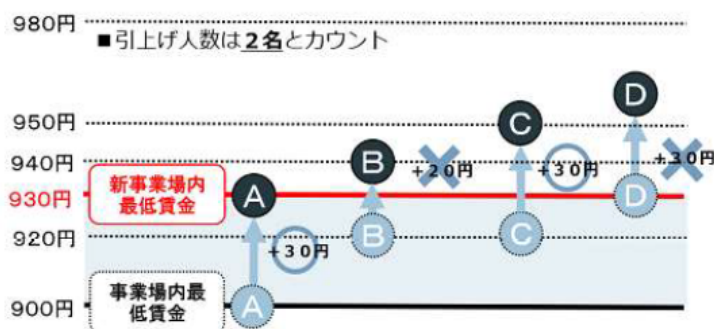 980円
■引上げ人数は2名とカウント
D
950円
C
940円
B
+20円
+30円
+30円
新事業場内
最低賃金
930円
A
D
920円
B
C
+30円
事業場内最
低賃金
900円
A